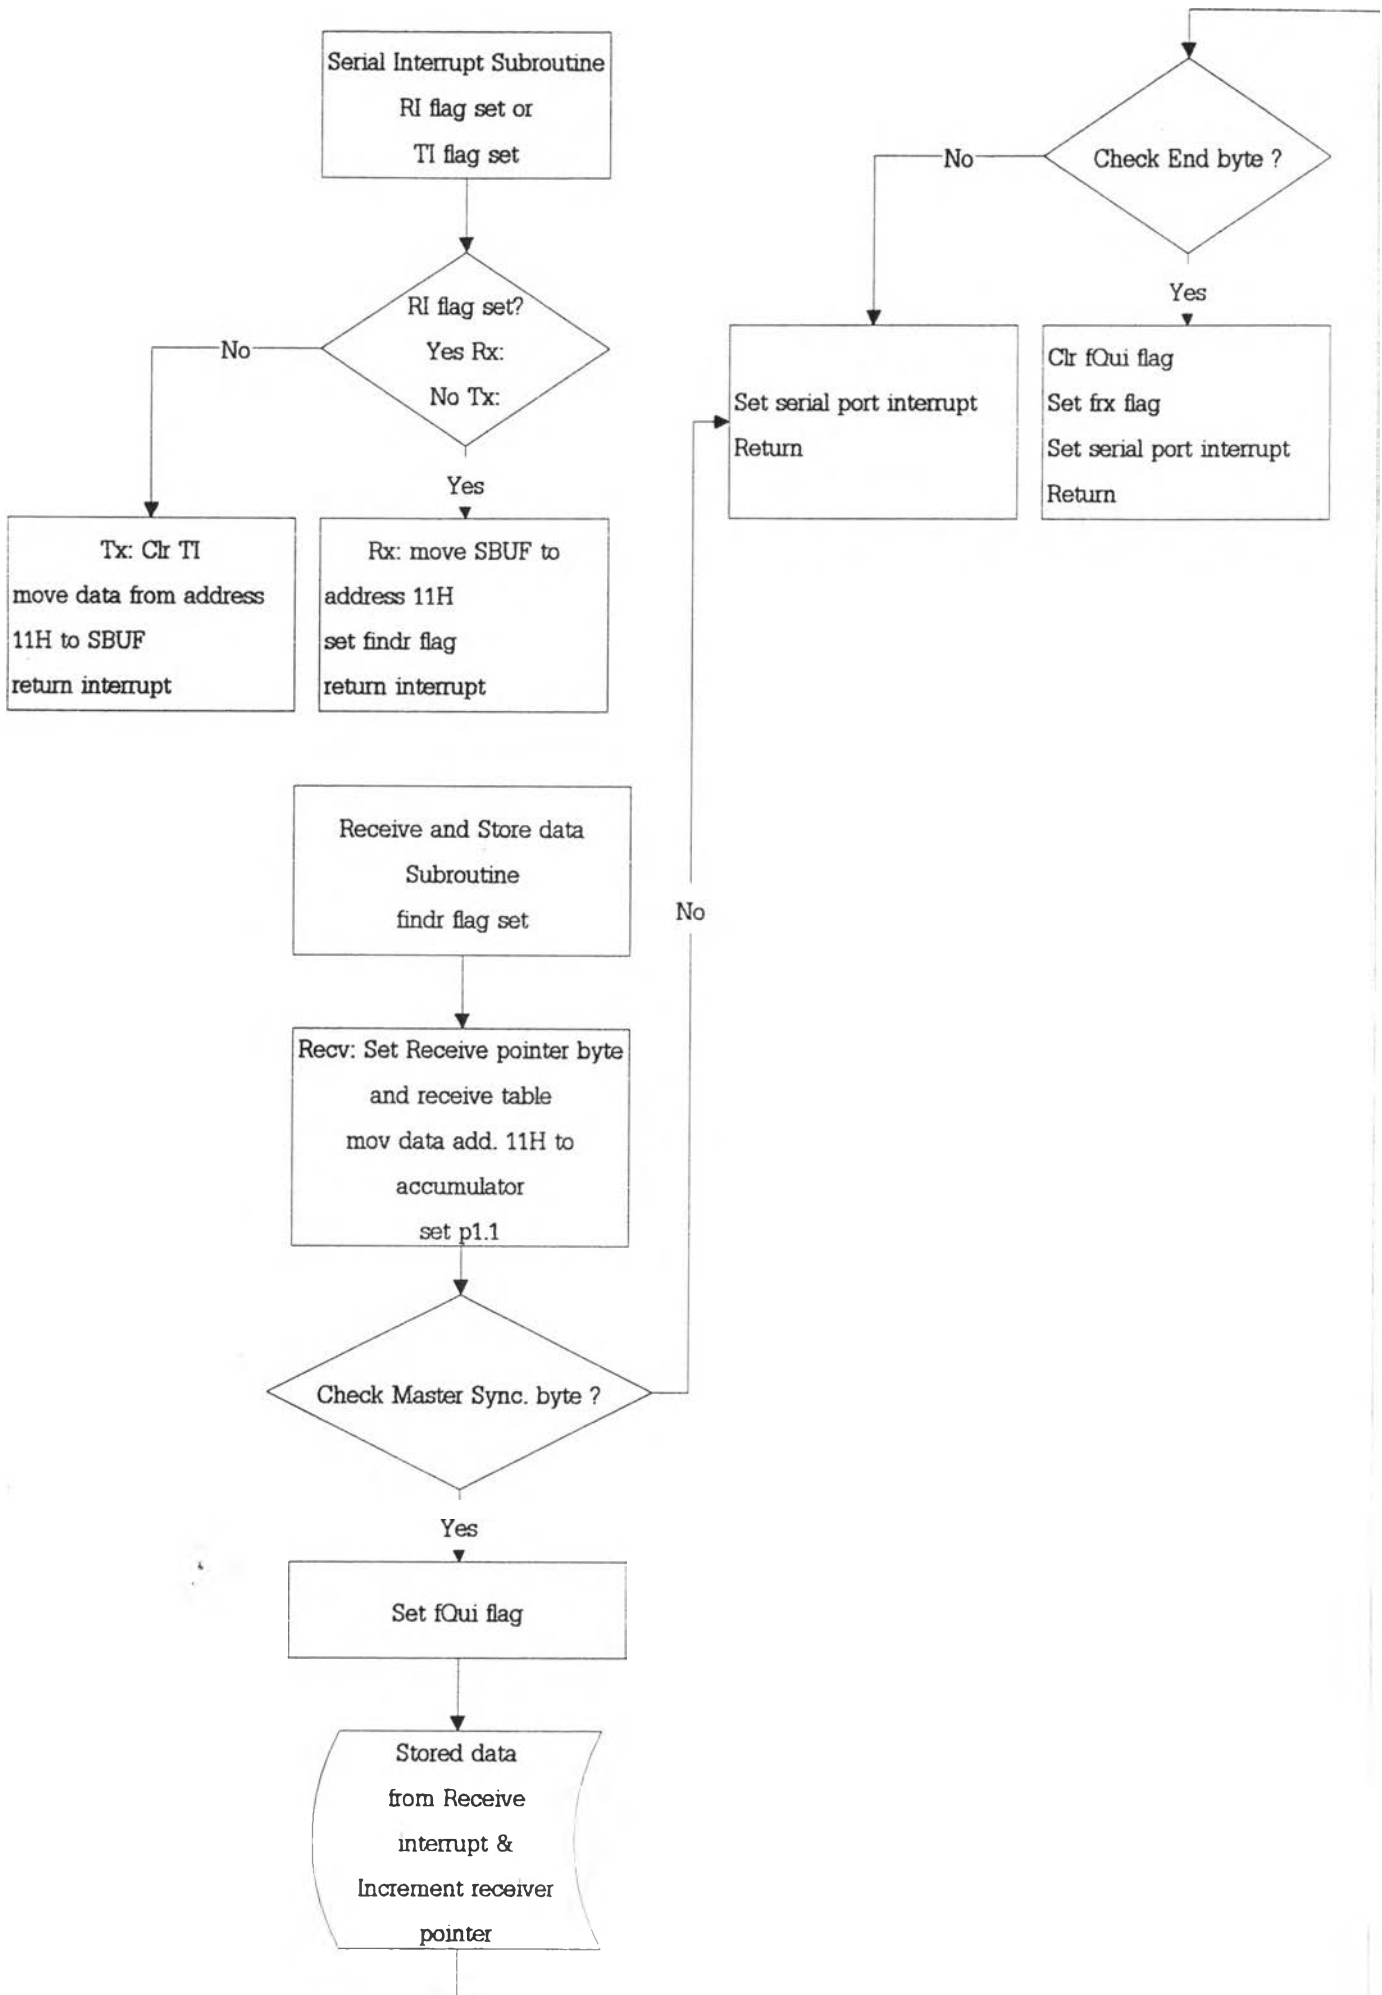 Serial Interrupt Subroutine
RI flag set or
TI flag set
RI flag set?
Yes Rx:
No Tx:
No
Yes
Tx: Clr TI
move data from address
11H to SBUF
return interrupt
Rx: move SBUF to
address 11H
set findr flag
return interrupt
Receive and Store data
Subroutine
findr flag set
Recv: Set Receive pointer byte
and receive table
mov data add. 11H to
accumulator
set p1.1
Check Master Sync. byte ?
No
Yes
Set fQui flag
Stored data
from Receive
interrupt &
Increment receiver
pointer
Check End byte ?
No
Yes
Set serial port interrupt
Return
Clr fQui flag
Set frx flag
Set serial port interrupt
Return